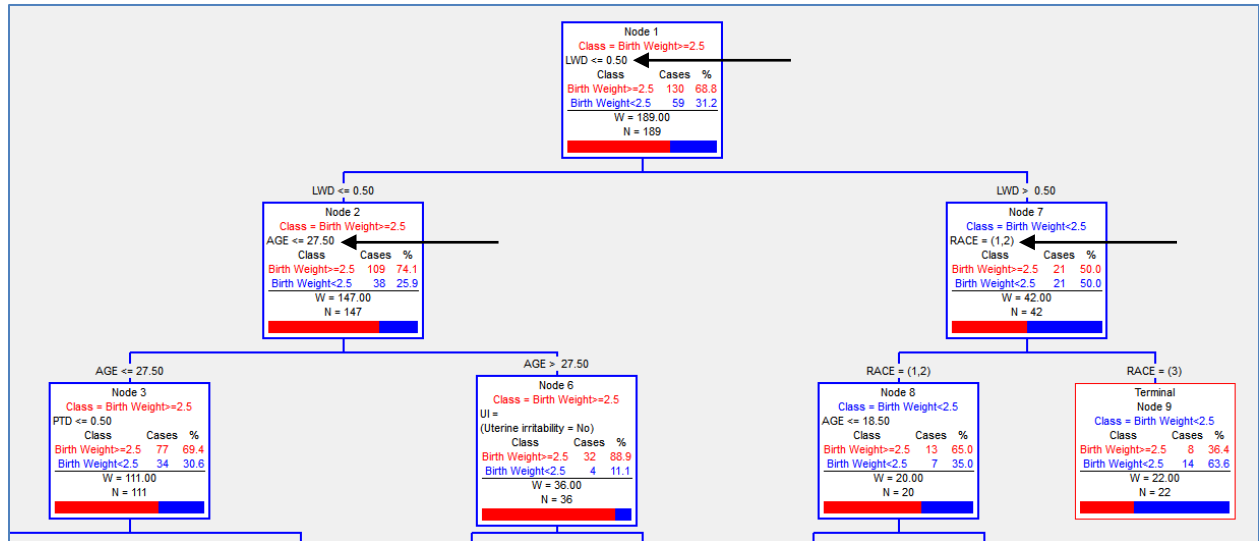 Node 1
Class = Birth Weight>=2.5
LWD <= 0.50
Class Cases %
Birth Weight>=2.5 130 68.8
Birth Weight<2.5 59 31.2
W = 189.00
N = 189
LWD <= 0.50
LWD > 0.50
Node 2
Class = Birth Weight>=2.5
AGE <= 27.50
Class Cases %
Birth Weight>=2.5 109 74.1
Birth Weight<2.5 38 25.9
W = 147.00
N = 147
Node 7
Class = Birth Weight<2.5
RACE = (1,2)
Class Cases %
Birth Weight>=2.5 21 50.0
Birth Weight<2.5 21 50.0
W = 42.00
N = 42
AGE <= 27.50
AGE > 27.50
RACE = (1,2)
RACE = (3)
Node 3
Class = Birth Weight>=2.5
PTD <= 0.50
Class Cases %
Birth Weight>=2.5 77 69.4
Birth Weight<2.5 34 30.6
W = 111.00
N = 111
Node 6
Class = Birth Weight>=2.5
UI =
(Uterine irritability = No)
Class Cases %
Birth Weight>=2.5 32 88.9
Birth Weight<2.5 4 11.1
W = 36.00
N = 36
Node 8
Class = Birth Weight<2.5
AGE <= 18.50
Class Cases %
Birth Weight>=2.5 13 65.0
Birth Weight<2.5 7 35.0
W = 20.00
N = 20
Terminal
Node 9
Class = Birth Weight<2.5
Class Cases %
Birth Weight>=2.5 8 36.4
Birth Weight<2.5 14 63.6
W = 22.00
N = 22